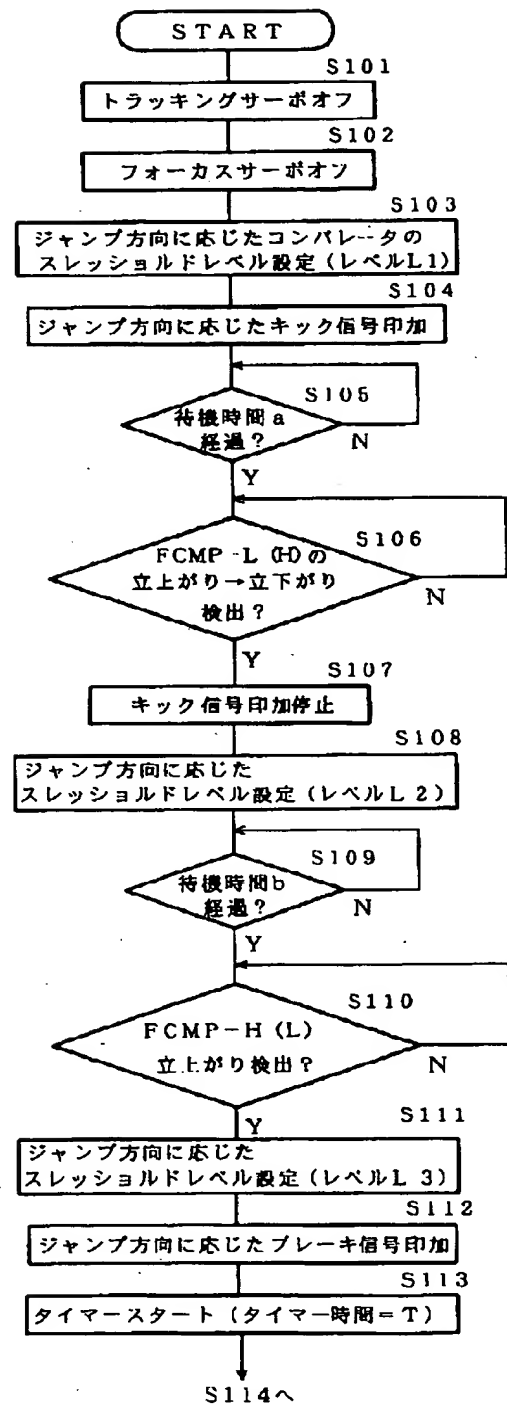 START
S101
トラッキングサーボオフ
S102
フォーカスサーボオン
S103
ジャンプ方向に応じたコンパレータの
スレッショルドレベル設定(レベルL1)
S104
ジャンプ方向に応じたキック信号印加
S105
待機時間a
経過?
N
Y
S106
FCMP-L(H)の
立上がり→立下がり
検出?
N
Y
S107
キック信号印加停止
S108
ジャンプ方向に応じた
スレッショルドレベル設定(レベルL2)
S109
待機時間b
経過?
N
Y
S110
FCMP-H(L)
立上がり検出?
N
Y
S111
ジャンプ方向に応じた
スレッショルドレベル設定(レベルL3)
S112
ジャンプ方向に応じたブレーキ信号印加
S113
タイマースタート(タイマー時間=T)
S114へ